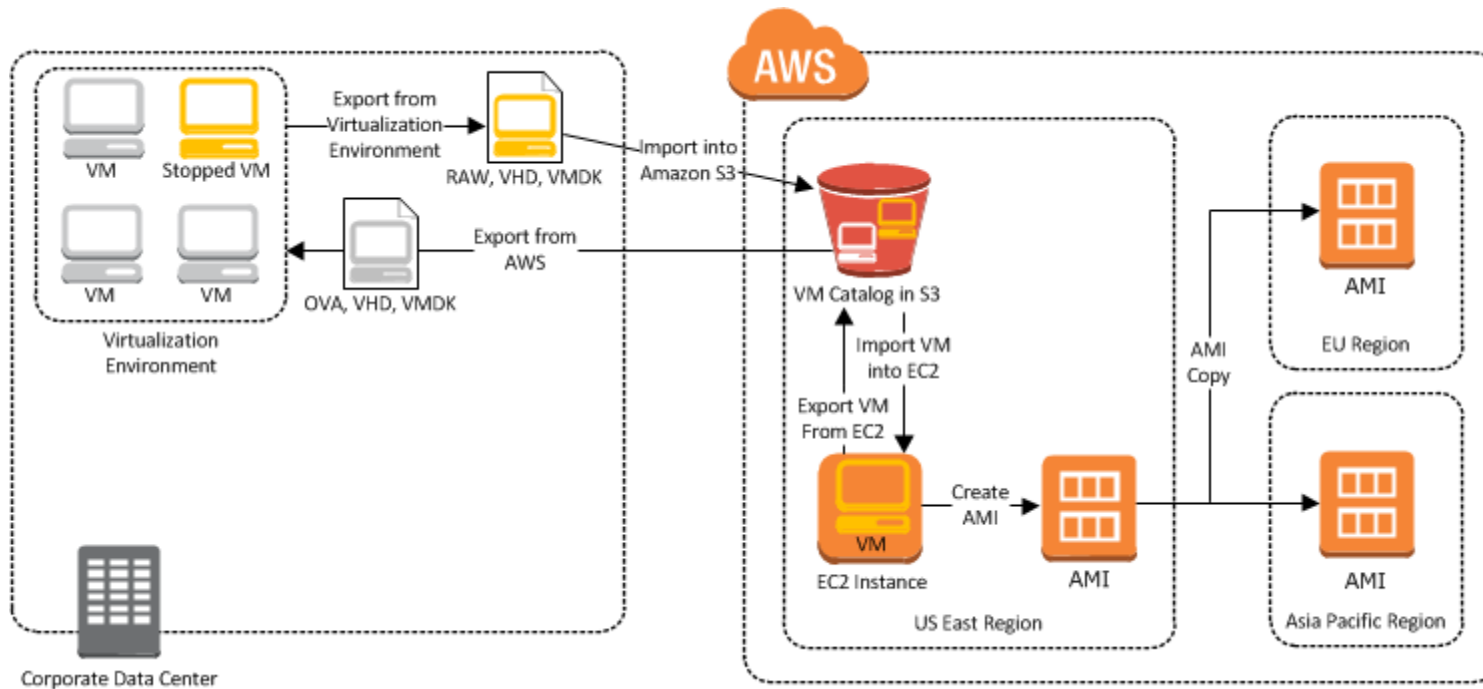 AWS
VM
Stopped VM
VM
VM
Virtualization
Environment
Export from
Virtualization
Environment
RAW, VHD, VMDK
Import into
Amazon S3
Export from
AWS
OVA, VHD, VMDK
Corporate Data Center
VM Catalog in S3
Import VM
into EC2
Export VM
From EC2
VM
EC2 Instance
Create
AMI
AMI
US East Region
AMI
Copy
AMI
EU Region
AMI
Asia Pacific Region